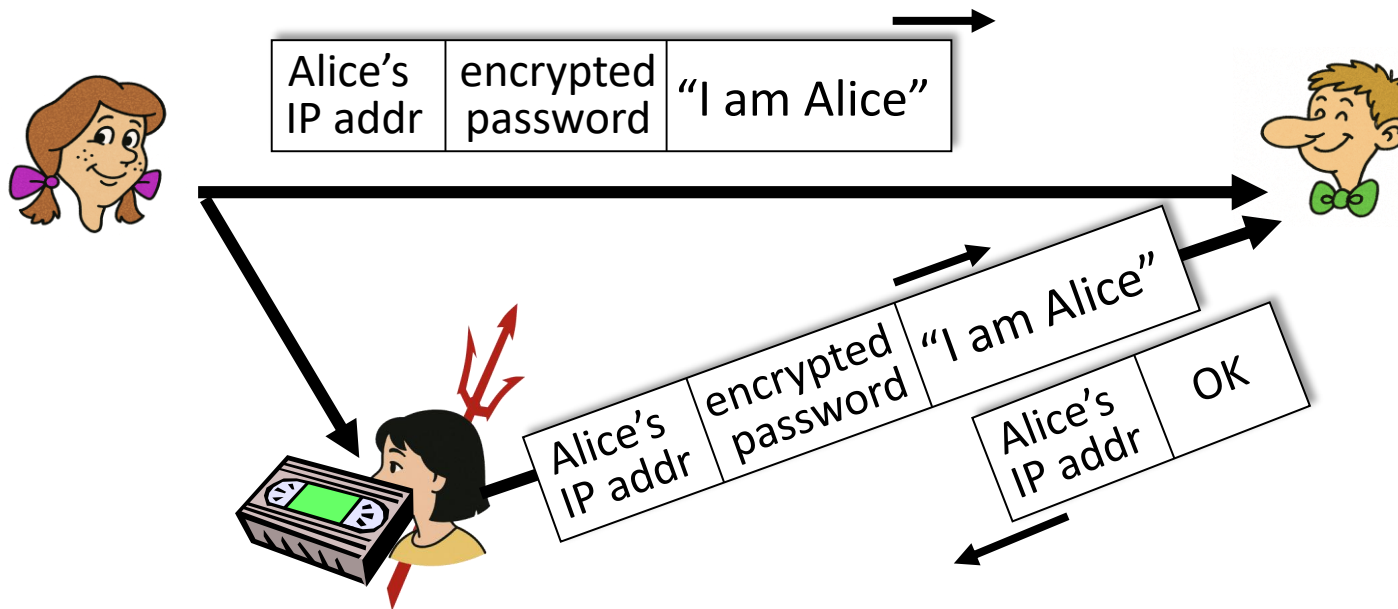 Alice’s
IP addr
encrypted
password
“I am Alice”
Alice’s
IP addr
encrypted
password
“I am Alice”
Alice’s
IP addr
OK